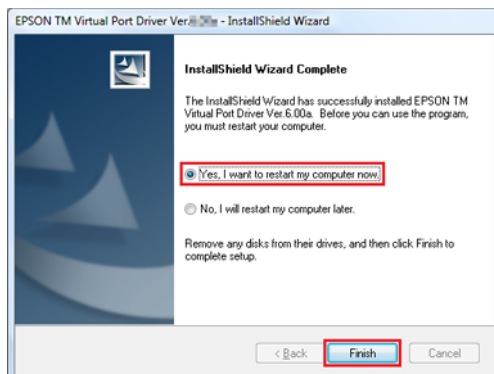 EPSON TM Virtual Port Driver Ver. - InstallShield Wizard
InstallShield Wizard Complete
The InstallShield Wizard has successfully installed EPSON TM
Virtual Port Driver Ver.6.00a.  Before you can use the program,
you must restart your computer.
Yes, I want to restart my computer now.
No, I will restart my computer later.
Remove any disks from their drives, and then click Finish to
complete setup.
< Back
Finish
Cancel